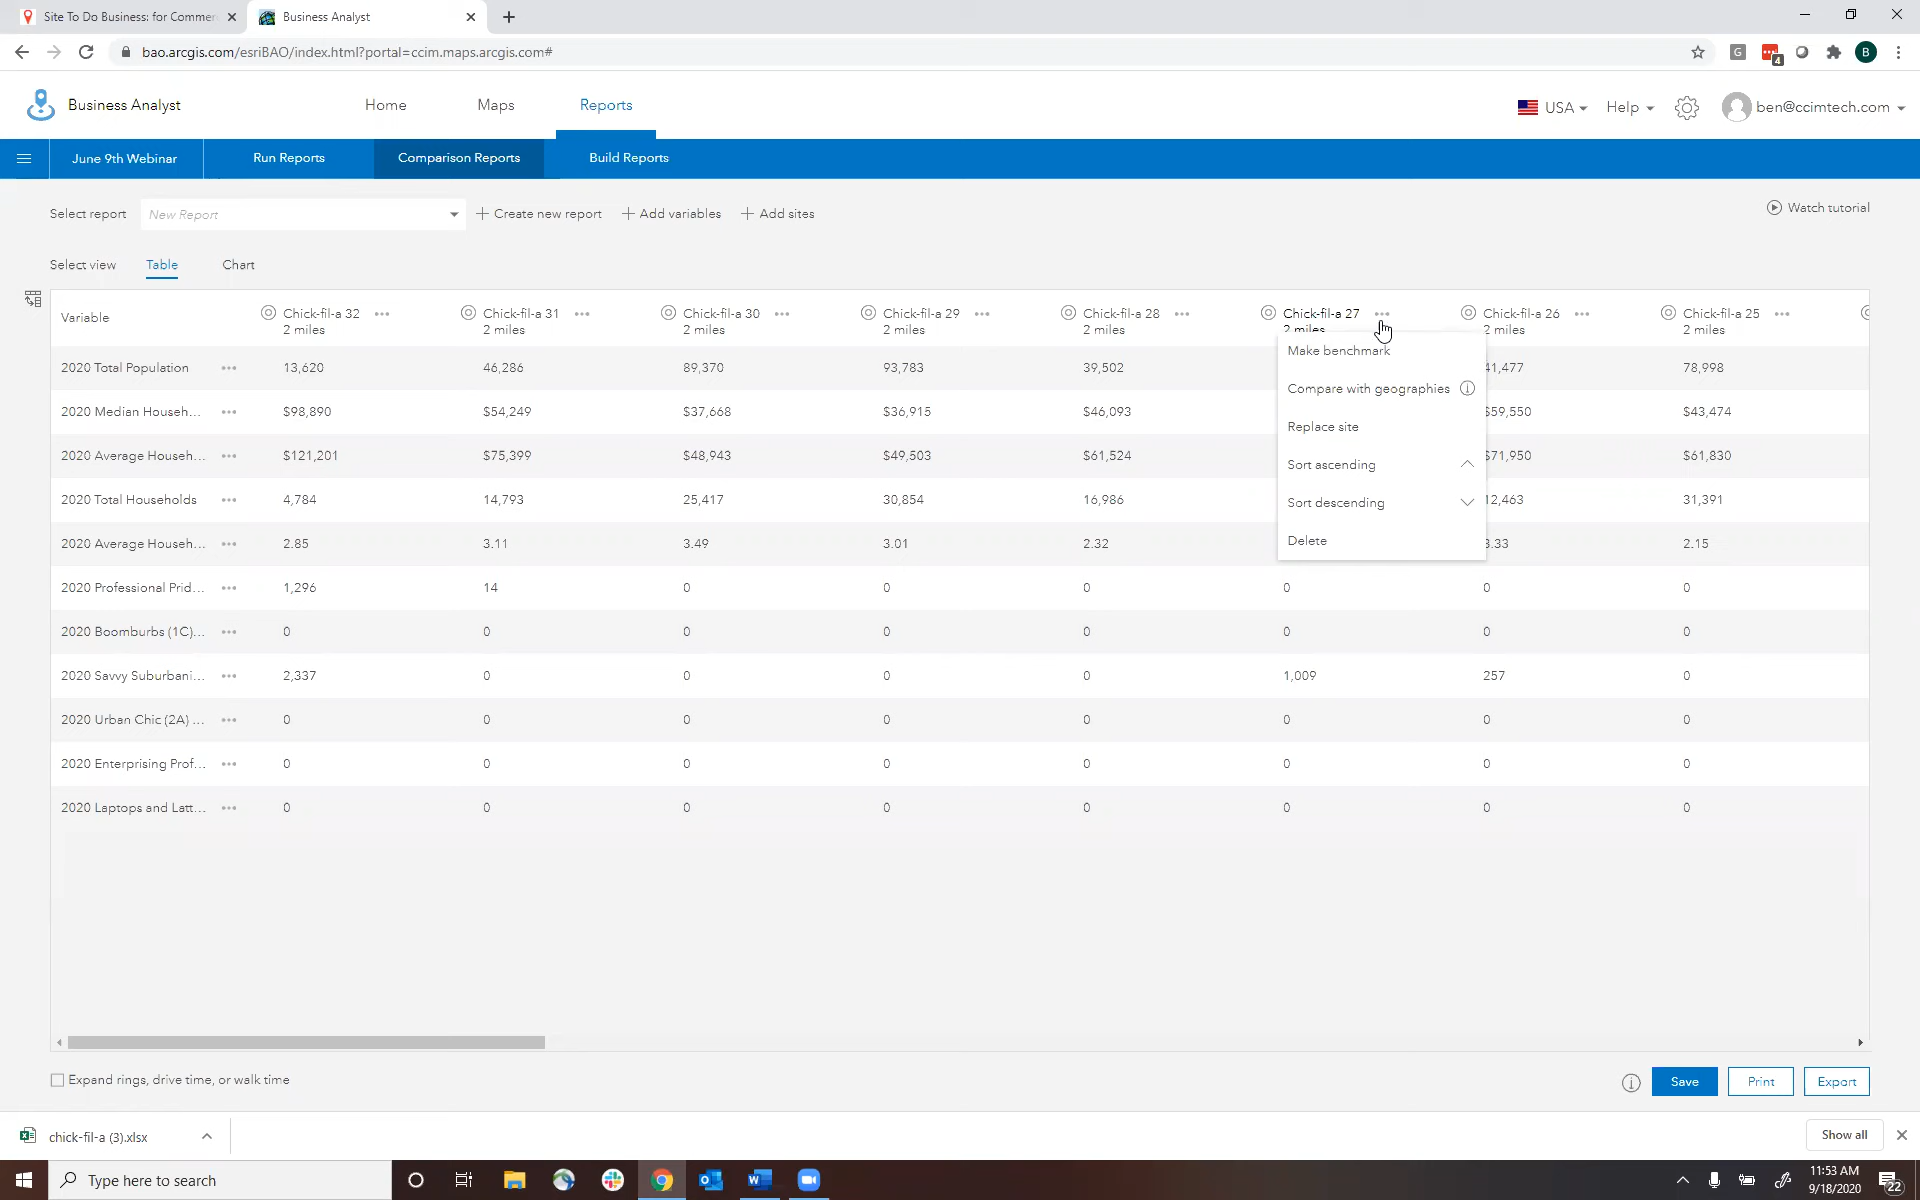 Site To Do Business: for Commer
Business Analyst
bao.arcgis.com/esriBAO/index.html?portal=ccim.maps.arcgis.com#
G
4
B
Business Analyst
Home
Maps
Reports
USA
Help
ben@ccimtech.com
June 9th Webinar
Run Reports
Comparison Reports
Build Reports
Select report
New Report
Create new report
Add variables
Add sites
Watch tutorial
Select view
Table
Chart
Variable
Chick-fil-a 32 ••• Chick-fil-a 31 ••• Chick-fil-a 30 ••• Chick-fil-a 29 ••• Chick-fil-a 28 ••• Chick-fil-a 27 ••• Chick-fil-a 26 ••• Chick-fil-a 25 •••
2 miles 2 miles 2 miles 2 miles 2 miles 2 miles 2 miles 2 miles
2020 Total Population ••• 13,620 46,286 89,370 93,783 39,502 41,477 78,998
2020 Median Househ... ••• $98,890 $54,249 $37,668 $36,915 $46,093 $59,550 $43,474
2020 Average Househ... ••• $121,201 $75,399 $48,943 $49,503 $61,524 $71,950 $61,830
2020 Total Households ••• 4,784 14,793 25,417 30,854 16,986 12,463 31,391
2020 Average Househ... ••• 2.85 3.11 3.49 3.01 2.32 3.33 2.15
2020 Professional Prid... ••• 1,296 14 0 0 0 0 0 0
2020 Boomburbs (1C)... ••• 0 0 0 0 0 0 0 0
2020 Savvy Suburbani... ••• 2,337 0 0 0 0 1,009 257 0
2020 Urban Chic (2A) ... ••• 0 0 0 0 0 0 0 0
2020 Enterprising Prof... ••• 0 0 0 0 0 0 0 0
2020 Laptops and Latt... ••• 0 0 0 0 0 0 0 0
Make benchmark
Compare with geographies
Replace site
Sort ascending
Sort descending
Delete
Expand rings, drive time, or walk time
Save
Print
Export
chick-fil-a (3).xlsx
Show all
Type here to search
11:53 AM
9/18/2020
22